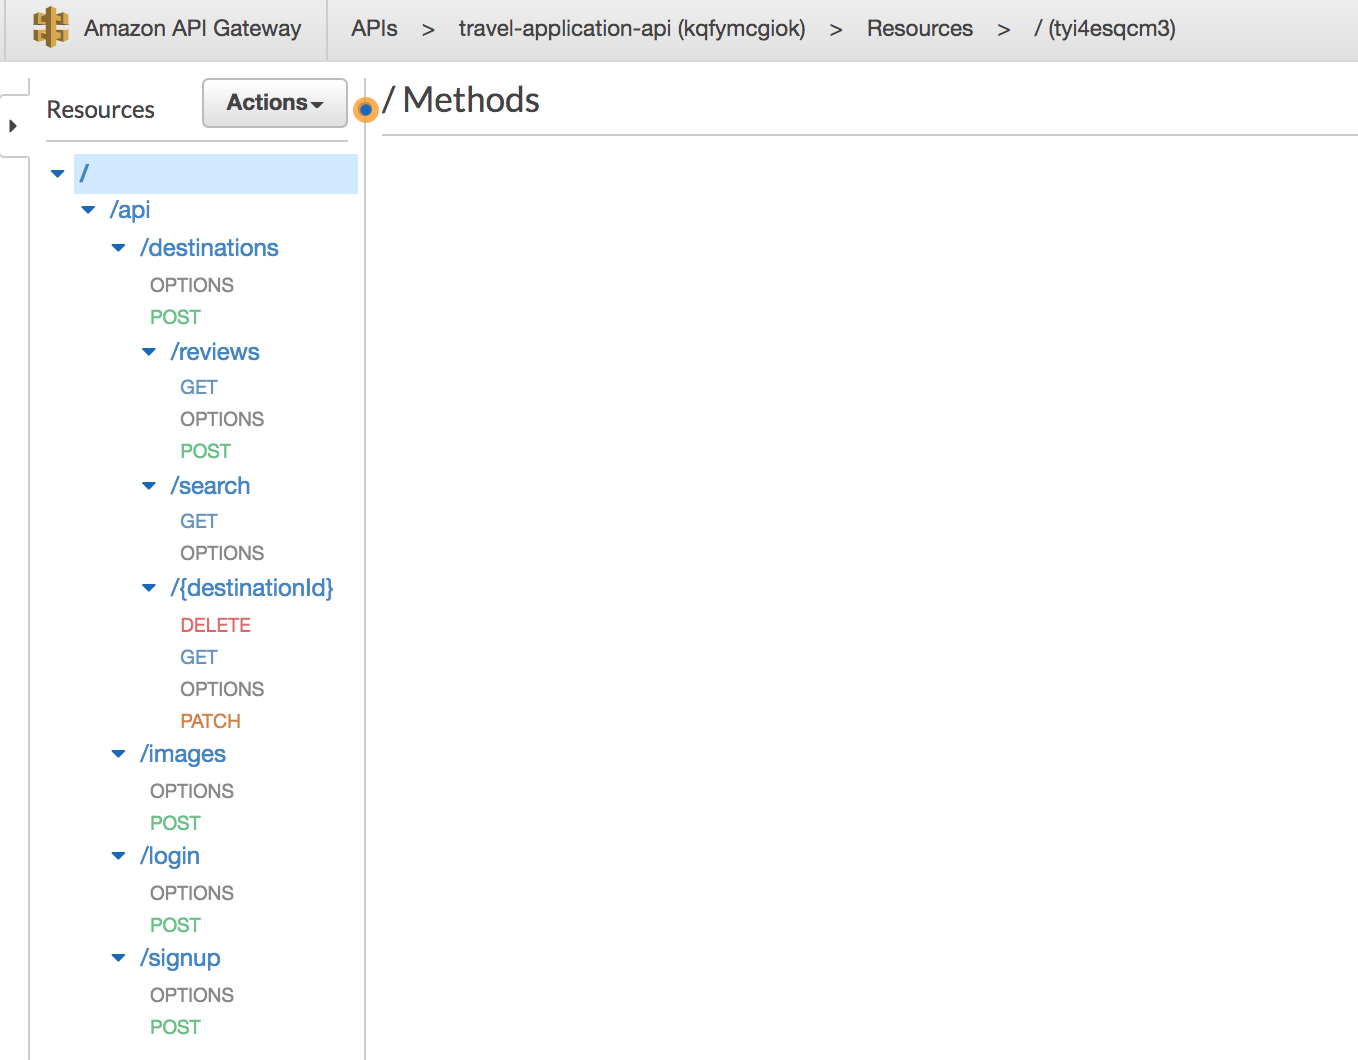 Amazon API Gateway
APIs > travel-application-api (kqfymcgiok) > Resources > / (tyi4esqcm3)
Resources
Actions
/ Methods
/
/api
/destinations
OPTIONS
POST
/reviews
GET
OPTIONS
POST
/search
GET
OPTIONS
/{destinationId}
DELETE
GET
OPTIONS
PATCH
/images
OPTIONS
POST
/login
OPTIONS
POST
/signup
OPTIONS
POST